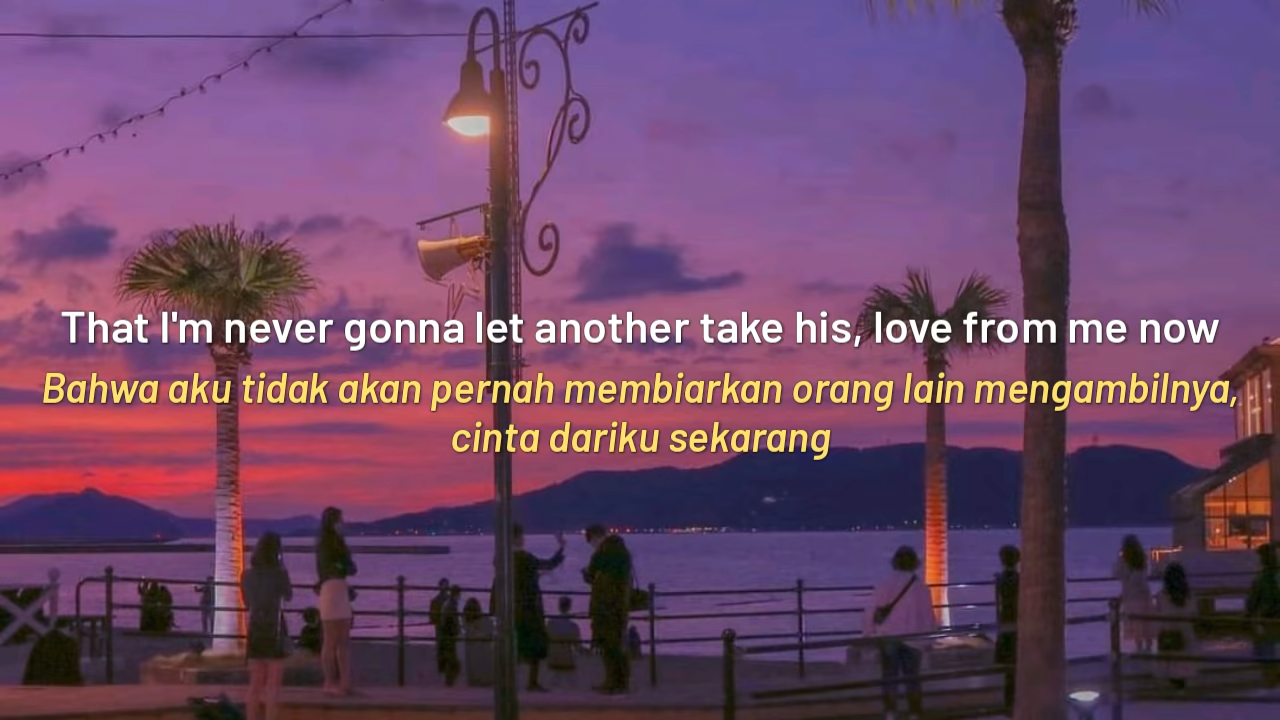 That I'm never gonna let another take his, love from me now
Bahwa aku tidak akan pernah membiarkan orang lain mengambilnya,
cinta dariku sekarang